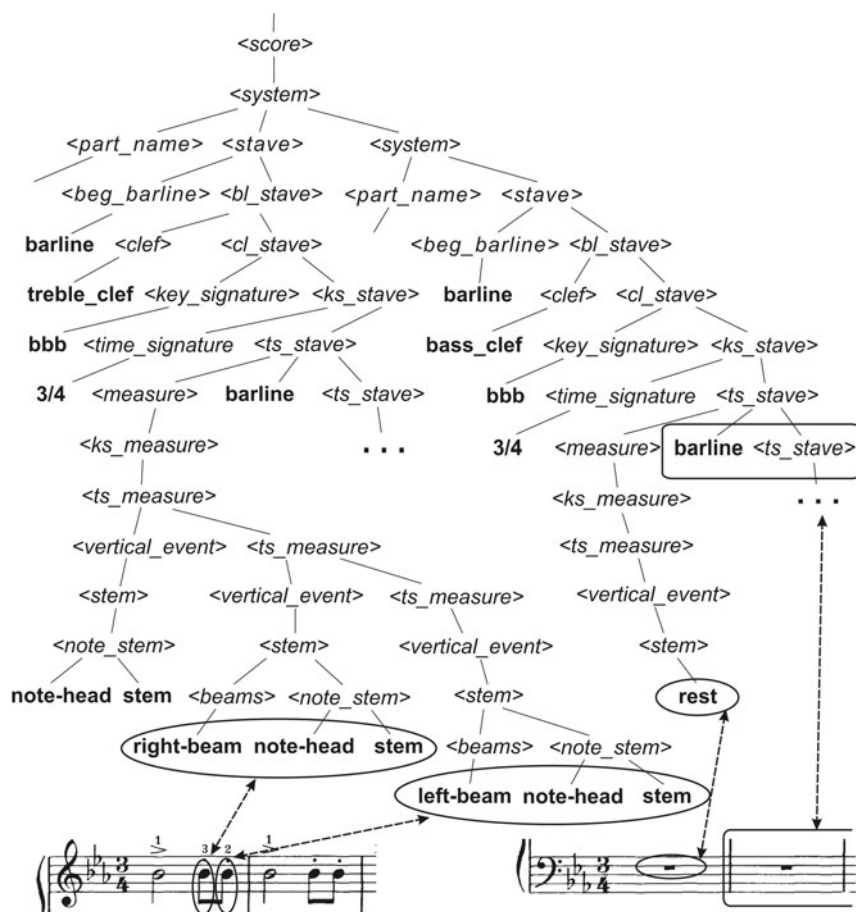 <score>
<system>
<part_name> <stave> <system>
<beg_barline> <bl_stave> <part_name> <stave>
barline <clef> <cl_stave> <beg_barline> <bl_stave>
treble_clef <key_signature> <ks_stave> barline <clef> <cl_stave>
bbb <time_signature <ts_stave> bass_clef <key_signature> <ks_stave>
3/4 <measure> barline <ts_stave> bbb <time_signature <ts_stave>
<ks_measure> ... 3/4 <measure> barline <ts_stave>
<ts_measure> <ks_measure> ...
<vertical_event> <ts_measure> <ts_measure>
<stem> <vertical_event> <ts_measure> <vertical_event>
<note_stem> <stem> <vertical_event> <stem>
note-head stem <beams> <note_stem> <stem> rest
right-beam note-head stem <beams> <note_stem>
left-beam note-head stem
1 3 2 1
3 3
4 4